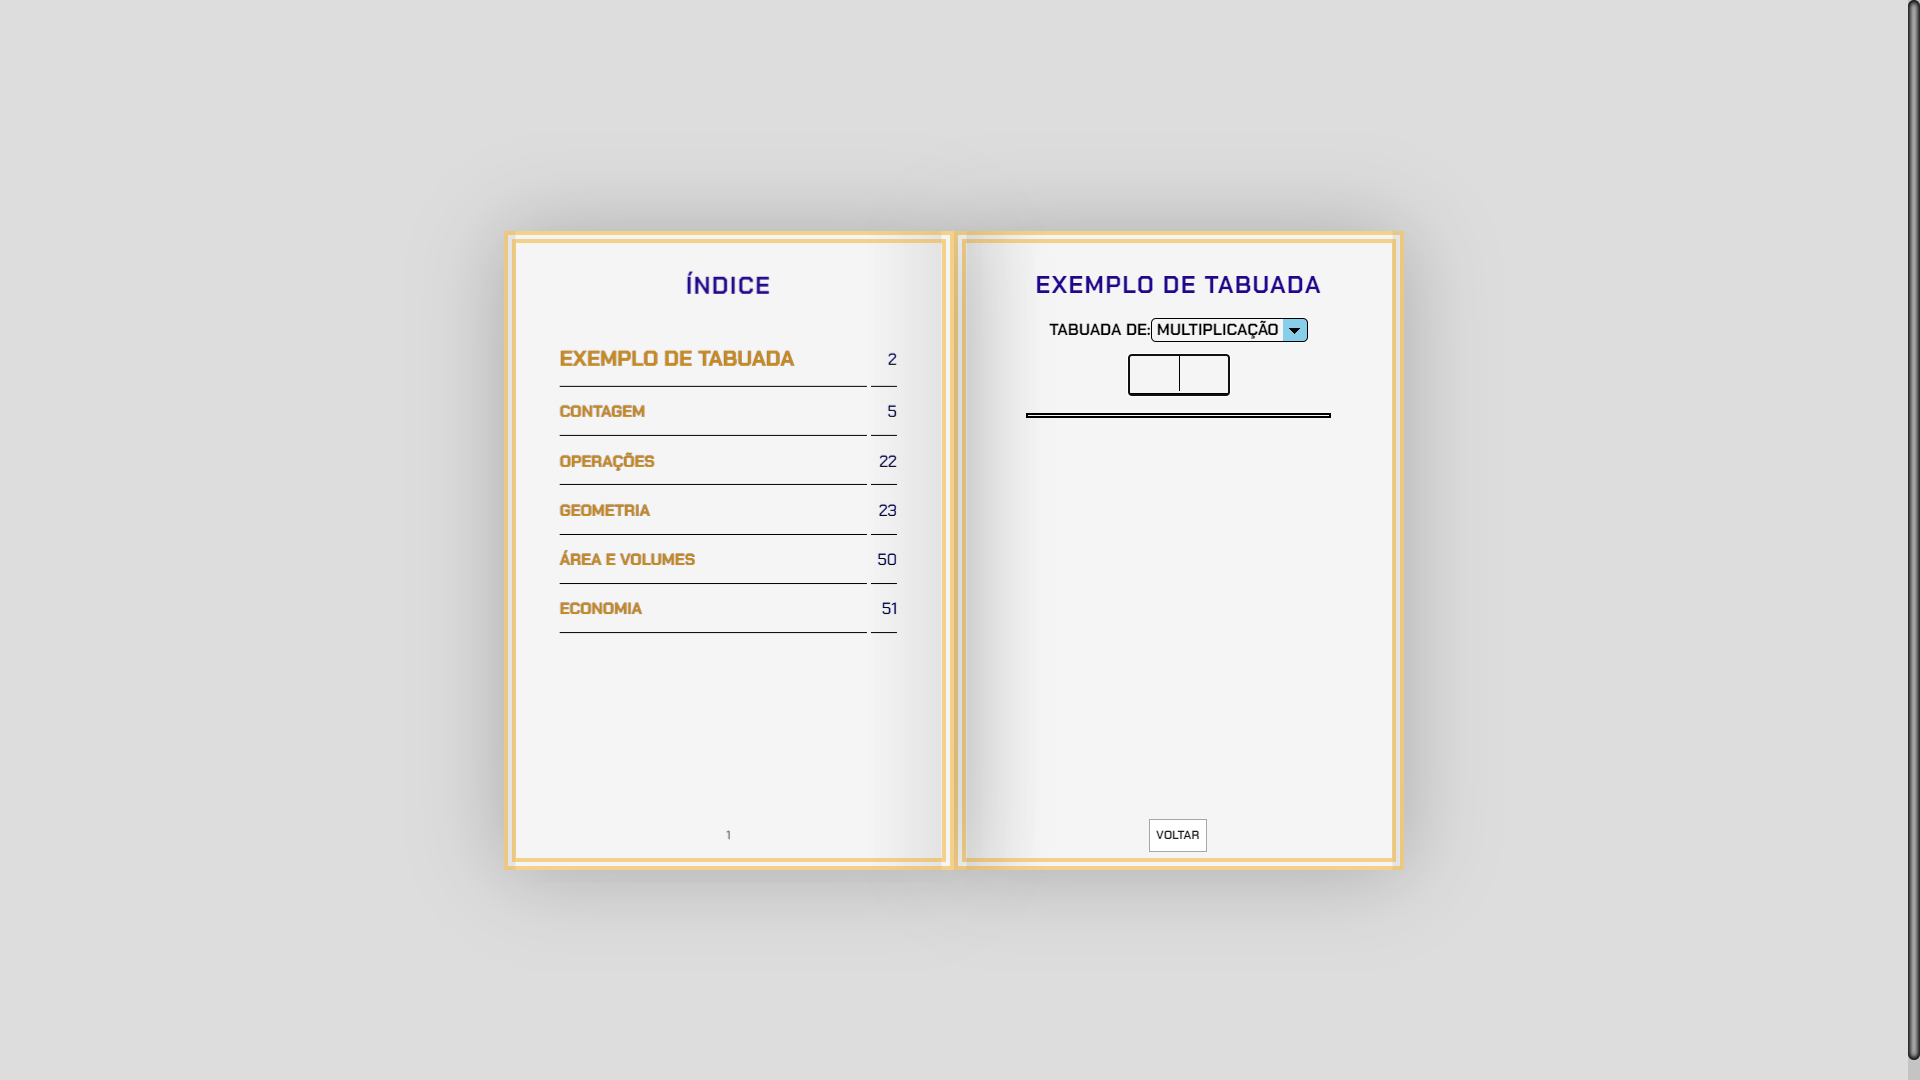 ÍNDICE
EXEMPLO DE TABUADA 2
CONTAGEM 5
OPERAÇÕES 22
GEOMETRIA 23
ÁREA E VOLUMES 50
ECONOMIA 51
1
EXEMPLO DE TABUADA
TABUADA DE: MULTIPLICAÇÃO
VOLTAR